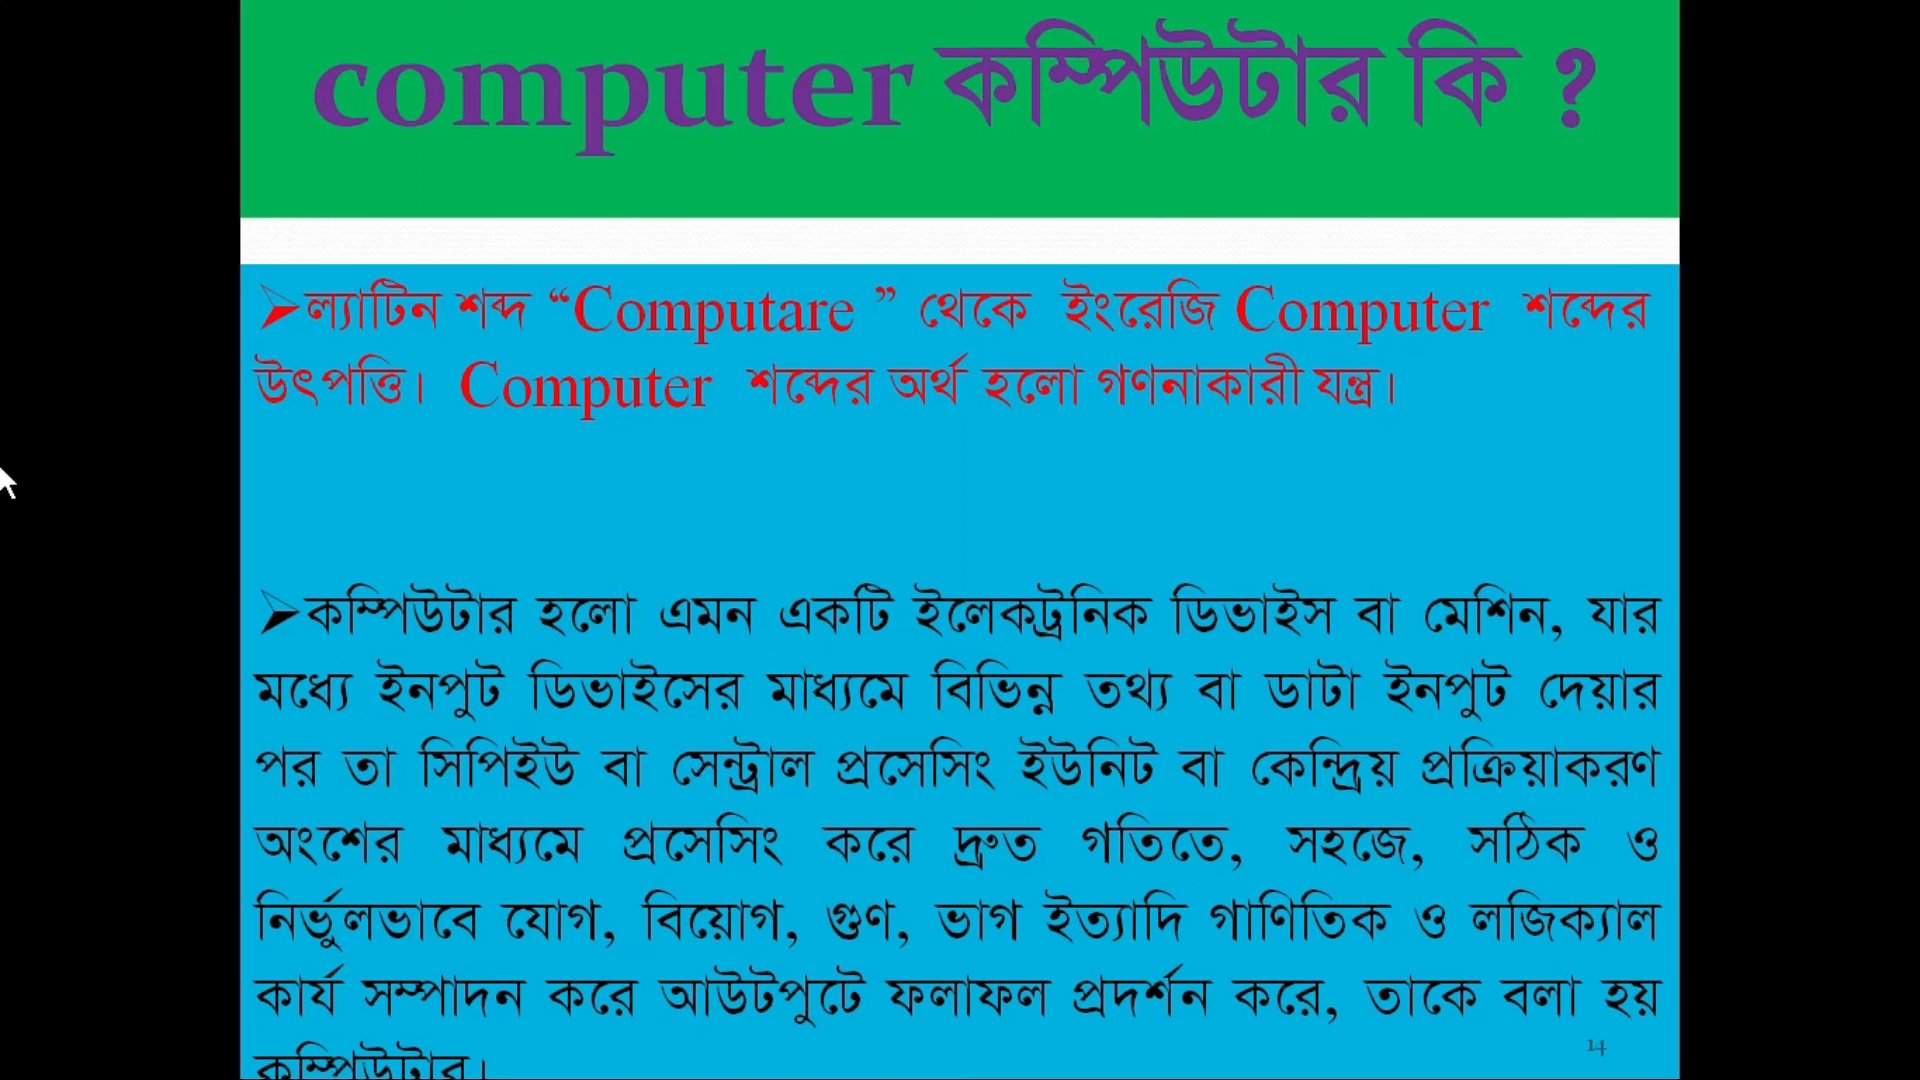 computer কম্পিউটার কি ?
➢ল্যাটিন শব্দ “Computare ” থেকে ইংরেজি Computer শব্দের
উৎপত্তি। Computer শব্দের অর্থ হলো গণনাকারী যন্ত্র।
➢কম্পিউটার হলো এমন একটি ইলেকট্রনিক ডিভাইস বা মেশিন, যার
মধ্যে ইনপুট ডিভাইসের মাধ্যমে বিভিন্ন তথ্য বা ডাটা ইনপুট দেয়ার
পর তা সিপিইউ বা সেন্ট্রাল প্রসেসিং ইউনিট বা কেন্দ্রিয় প্রক্রিয়াকরণ
অংশের মাধ্যমে প্রসেসিং করে দ্রুত গতিতে, সহজে, সঠিক ও
নির্ভুলভাবে যোগ, বিয়োগ, গুণ, ভাগ ইত্যাদি গাণিতিক ও লজিক্যাল
কার্য সম্পাদন করে আউটপুটে ফলাফল প্রদর্শন করে, তাকে বলা হয়
কম্পিউটার।
14